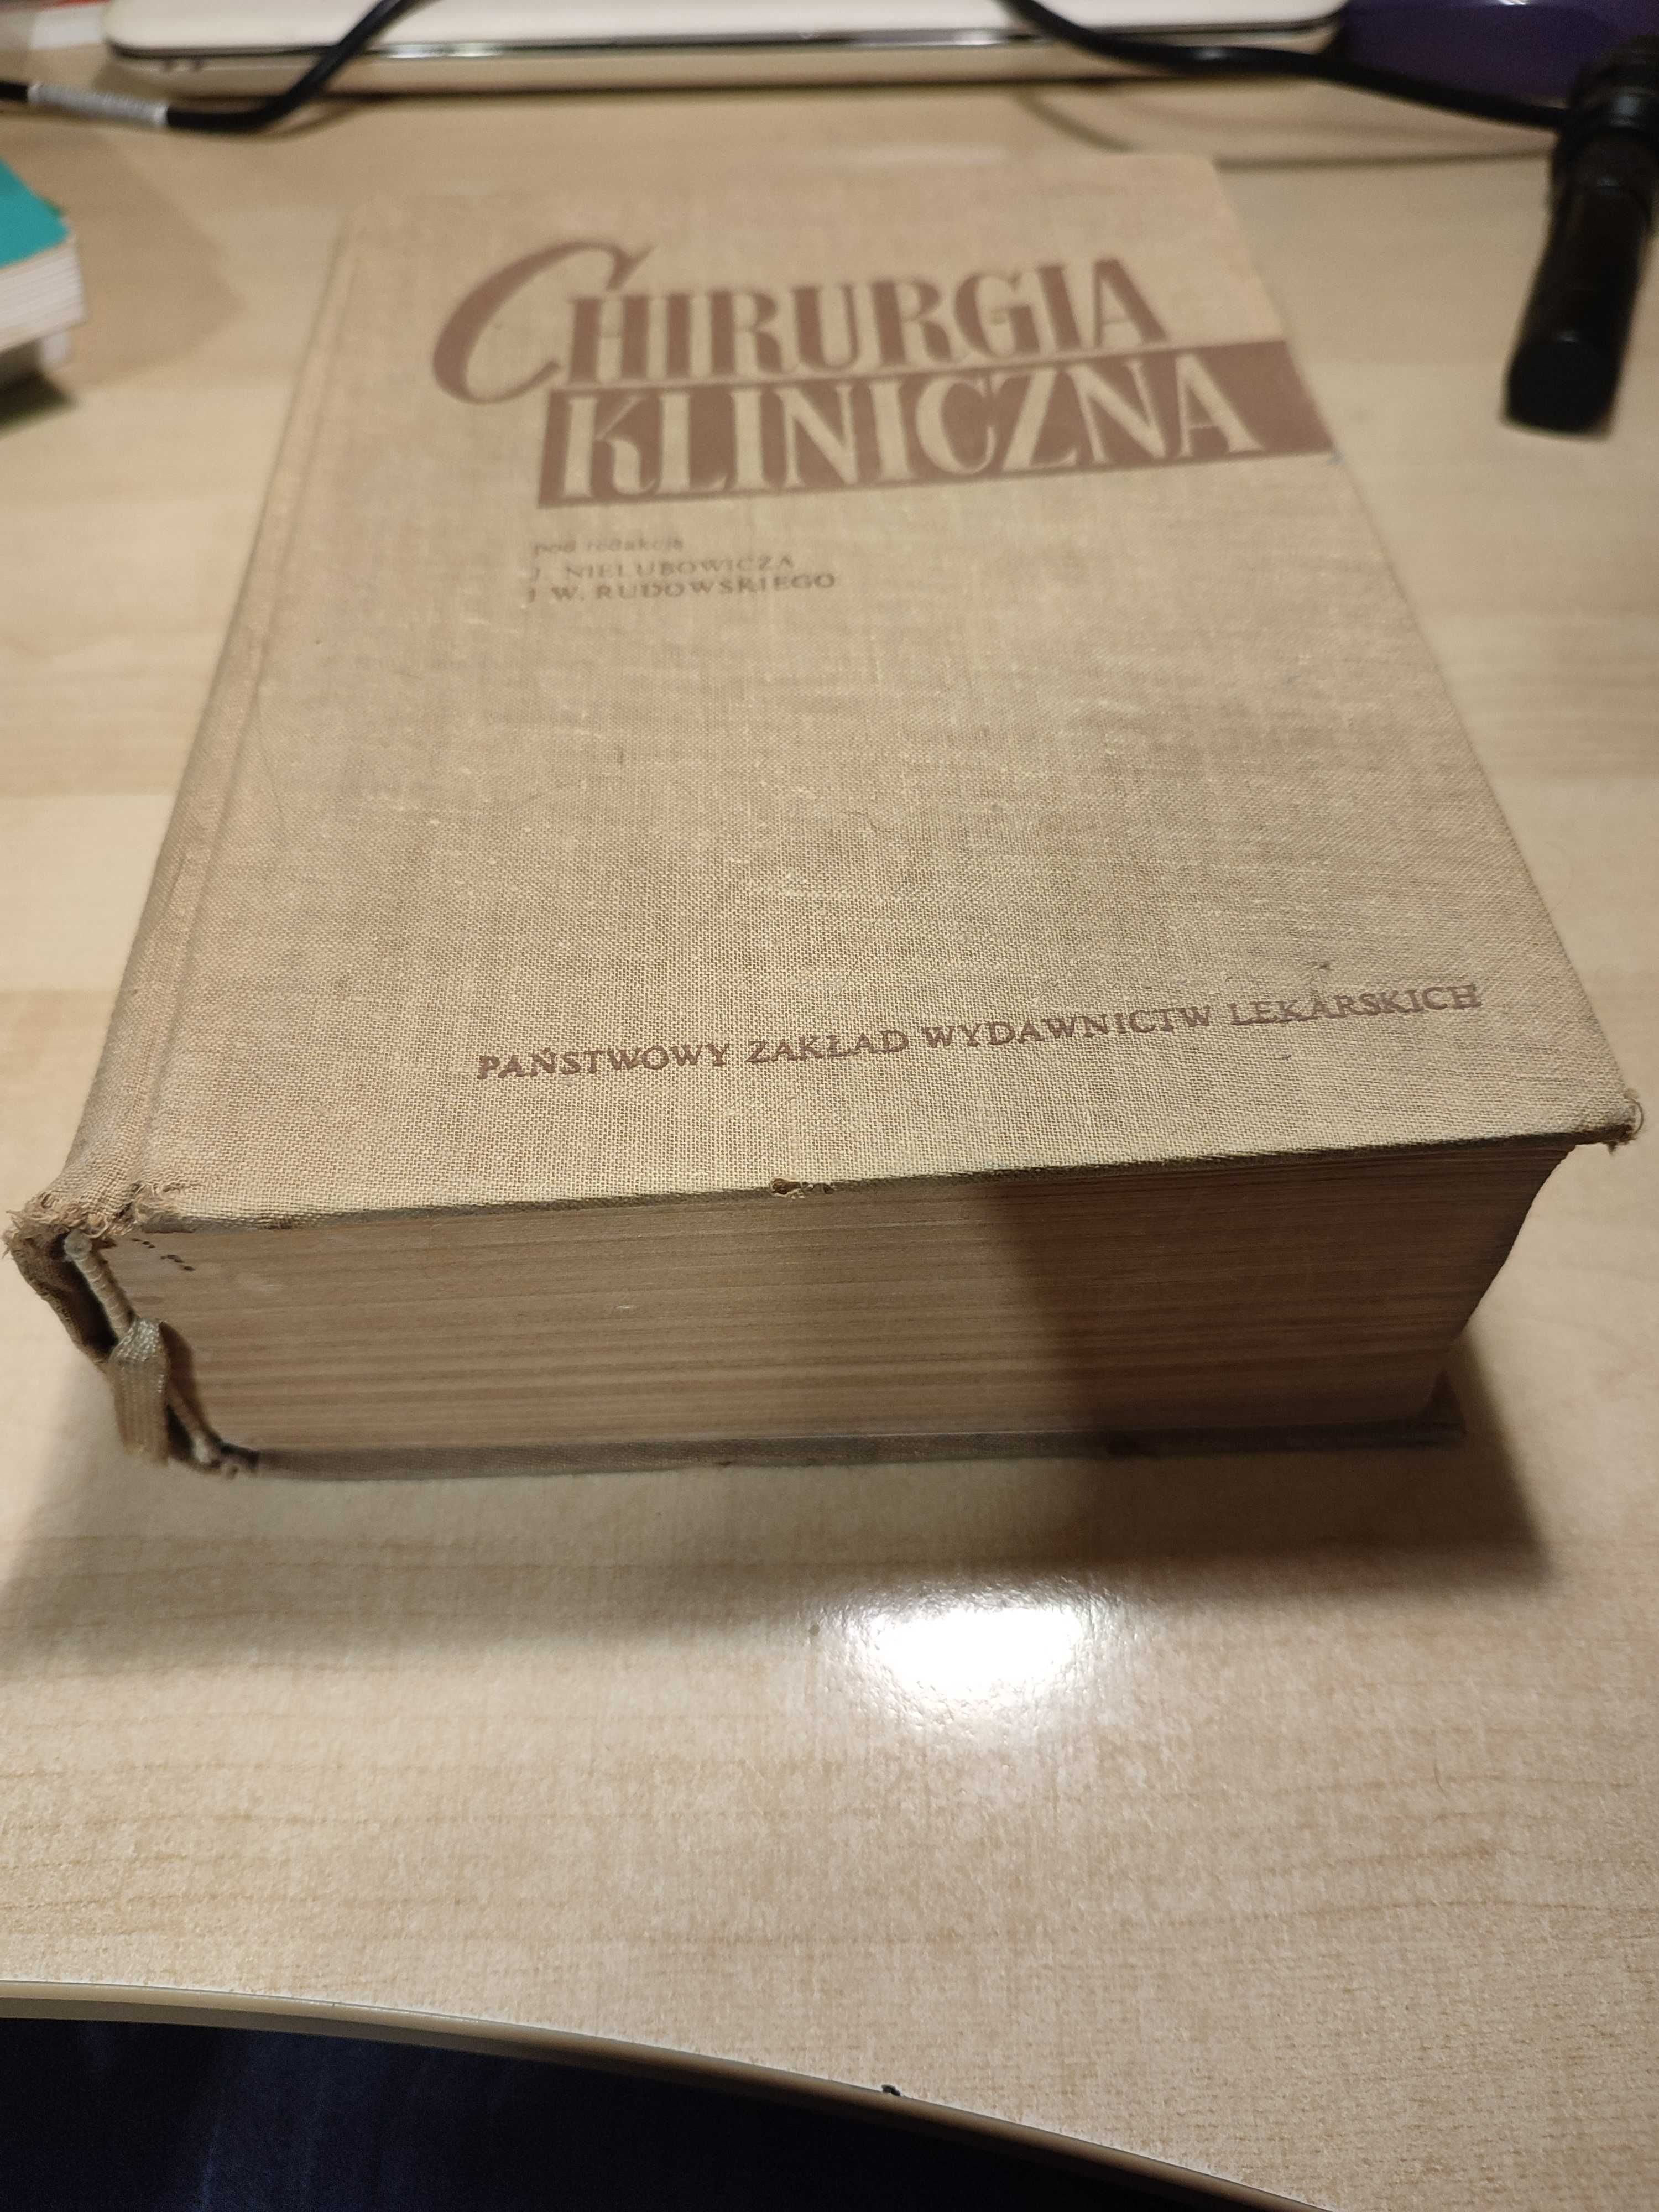 CHIRURGIA
KLINICZNA
pod redakcją
J. NIELUBOWICZA
I W. RUDOWSKIEGO
PAŃSTWOWY ZAKŁAD WYDAWNICTW LEKARSKICH